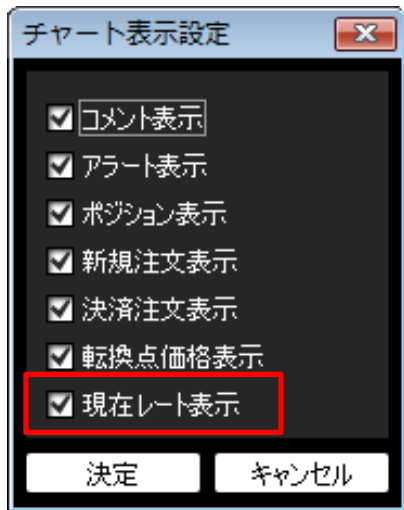 チャート表示設定
コメント表示
アラート表示
ポジション表示
新規注文表示
決済注文表示
転換点価格表示
現在レート表示
決定 キャンセル